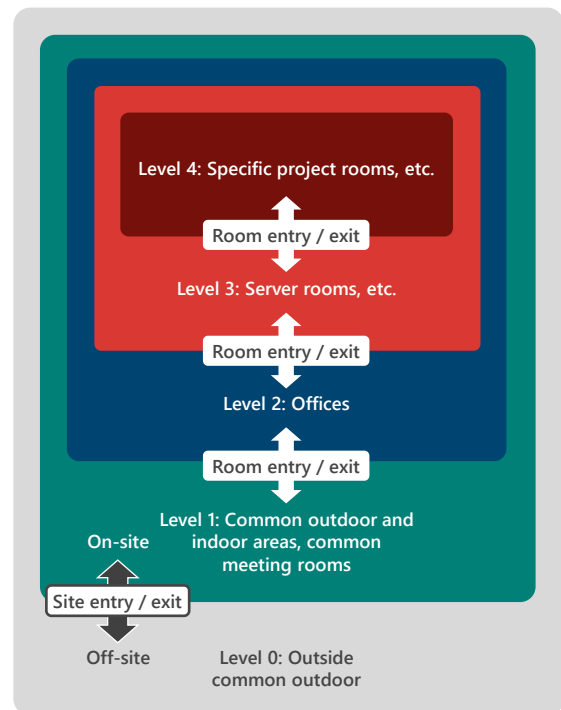 Level 4: Specific project rooms, etc.
Room entry / exit
Level 3: Server rooms, etc.
Room entry / exit
Level 2: Offices
Room entry / exit
Level 1: Common outdoor and
indoor areas, common
meeting rooms
On-site
Site entry / exit
Off-site
Level 0: Outside
common outdoor